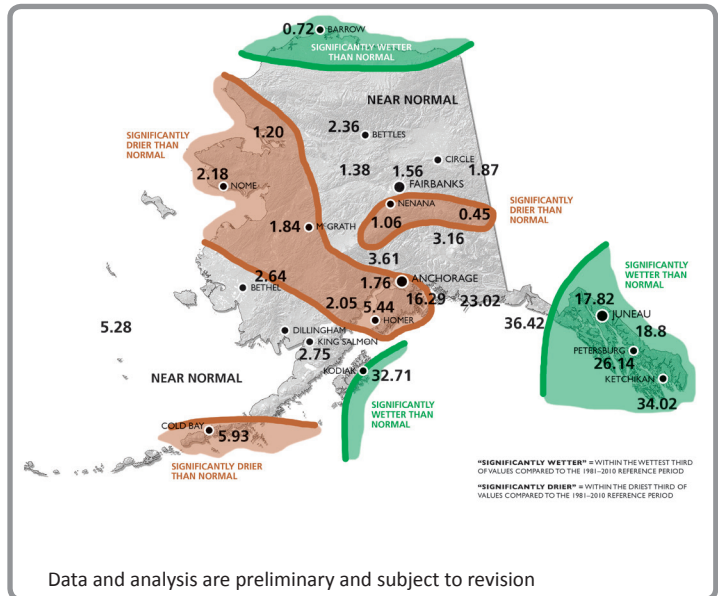 0.72 BARROW
SIGNIFICANTLY WETTER
THAN NORMAL
NEAR NORMAL
1.20
2.36 BETTLES
SIGNIFICANTLY
DRIER THAN
NORMAL
CIRCLE
1.38
1.56
1.87
2.18
FAIRBANKS
NOME
NENANA
SIGNIFICANTLY
DRIER THAN
NORMAL
1.06
0.45
1.84 McGRATH
3.16
3.61
SIGNIFICANTLY
WETTER THAN
NORMAL
2.64
1.76 ANCHORAGE
BETHEL
2.05
5.44
16.29
23.02
17.82
JUNEAU
HOMER
5.28
36.42
18.8
DILLINGHAM
KING SALMON
2.75
PETERSBURG
26.14
KODIAK
32.71
KETCHIKAN
NEAR NORMAL
34.02
SIGNIFICANTLY
WETTER THAN
NORMAL
COLD BAY
5.93
SIGNIFICANTLY DRIER
THAN NORMAL
"SIGNIFICANTLY WETTER" = WITHIN THE WETTEST THIRD
OF VALUES COMPARED TO THE 1981–2010 REFERENCE PERIOD
"SIGNIFICANTLY DRIER" = WITHIN THE DRIEST THIRD OF
VALUES COMPARED TO THE 1981–2010 REFERENCE PERIOD
Data and analysis are preliminary and subject to revision